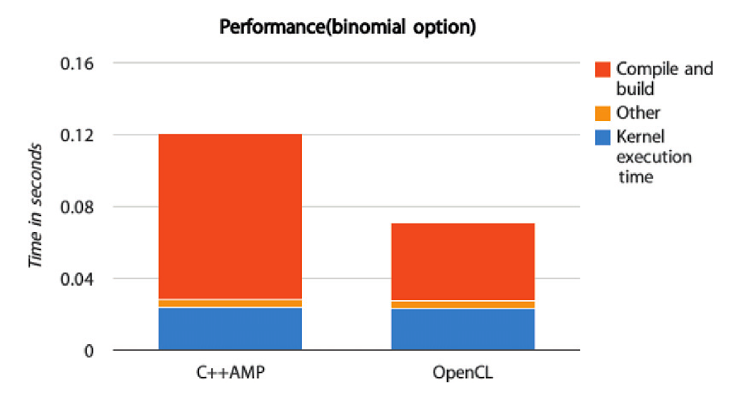 Performance(binomial option)
Time in seconds
0.16
0.12
0.08
0.04
0
C++AMP
OpenCL
Compile and
build
Other
Kernel
execution
time